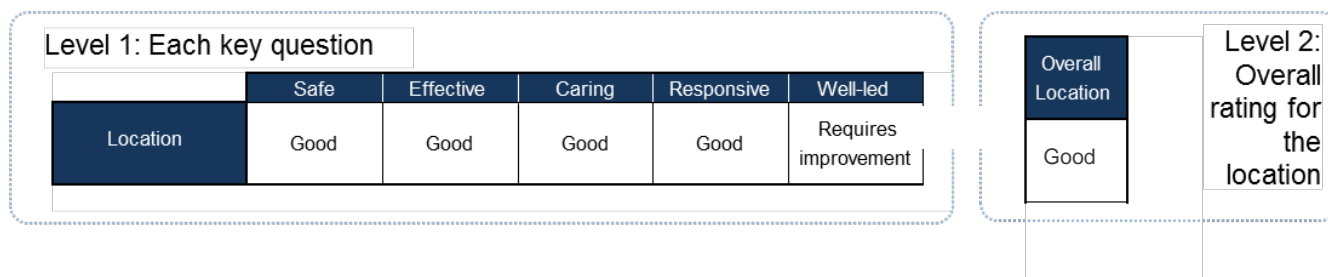 Level 1: Each key question
Safe Effective Caring Responsive Well-led
Location Good Good Good Good Requires improvement
Overall
Location
Good
Level 2:
Overall
rating for
the
location